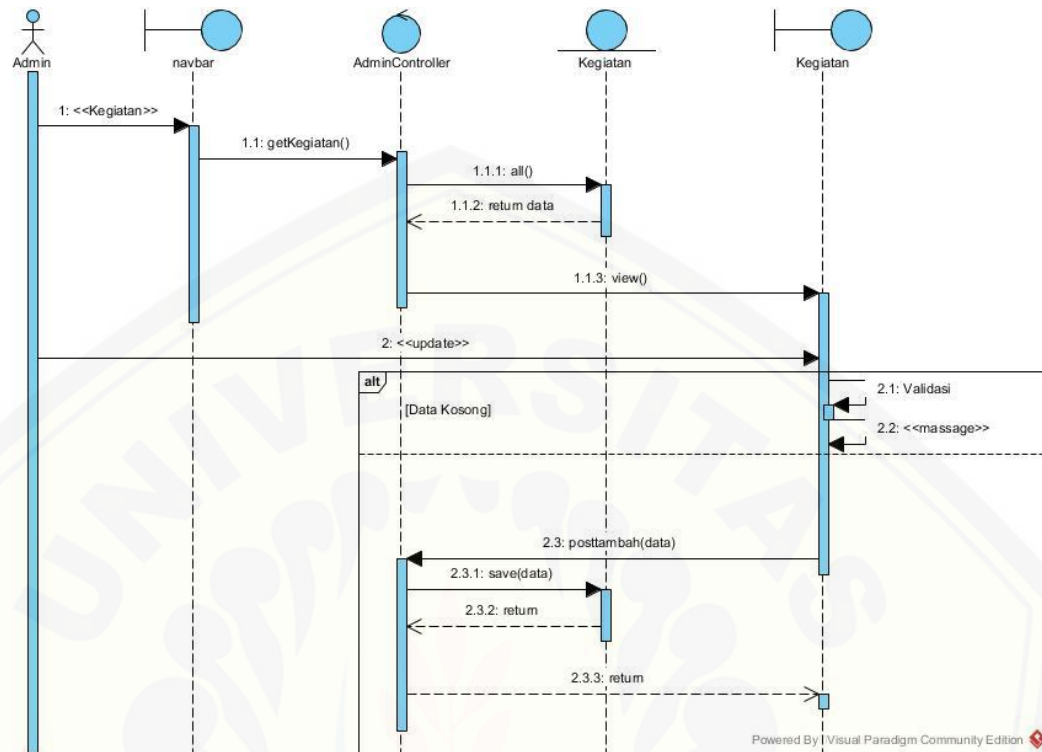 Admin
navbar
AdminController
Kegiatan
Kegiatan
1: <<Kegiatan>>
1.1: getKegiatan()
1.1.1: all()
1.1.2: return data
1.1.3: view()
2: <<update>>
alt
[Data Kosong]
2.1: Validasi
2.2: <<massage>>
2.3: posttambah(data)
2.3.1: save(data)
2.3.2: return
2.3.3: return
UNIVERSITAS
Powered By Visual Paradigm Community Edition